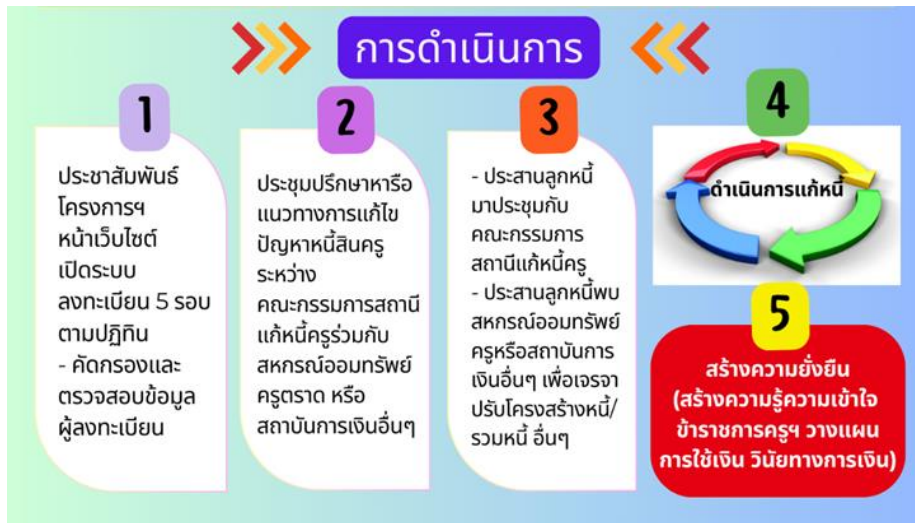 การดำเนินการ
1
ประชาสัมพันธ์
โครงการฯ
หน้าเว็บไซต์
เปิดระบบ
ลงทะเบียน 5 รอบ
ตามปฏิทิน
- คัดกรองและ
ตรวจสอบข้อมูล
ผู้ลงทะเบียน
2
ประชุมปรึกษาหารือ
แนวทางการแก้ไข
ปัญหาหนี้สินครู
ระหว่าง
คณะกรรมการสถานี
แก้หนี้ครูร่วมกับ
สหกรณ์ออมทรัพย์
ครูตราด หรือ
สถาบันการเงินอื่นๆ
3
- ประสานลูกหนี้
มาประชุมกับ
คณะกรรมการ
สถานีแก้หนี้ครู
- ประสานลูกหนี้พบ
สหกรณ์ออมทรัพย์
ครูหรือสถาบันการ
เงินอื่นๆ เพื่อเจรจา
ปรับโครงสร้างหนี้/
รวมหนี้ อื่นๆ
4
ดำเนินการแก้หนี้
5
สร้างความยั่งยืน
(สร้างความรู้ความเข้าใจ
ข้าราชการครูฯ วางแผน
การใช้เงิน วินัยทางการเงิน)